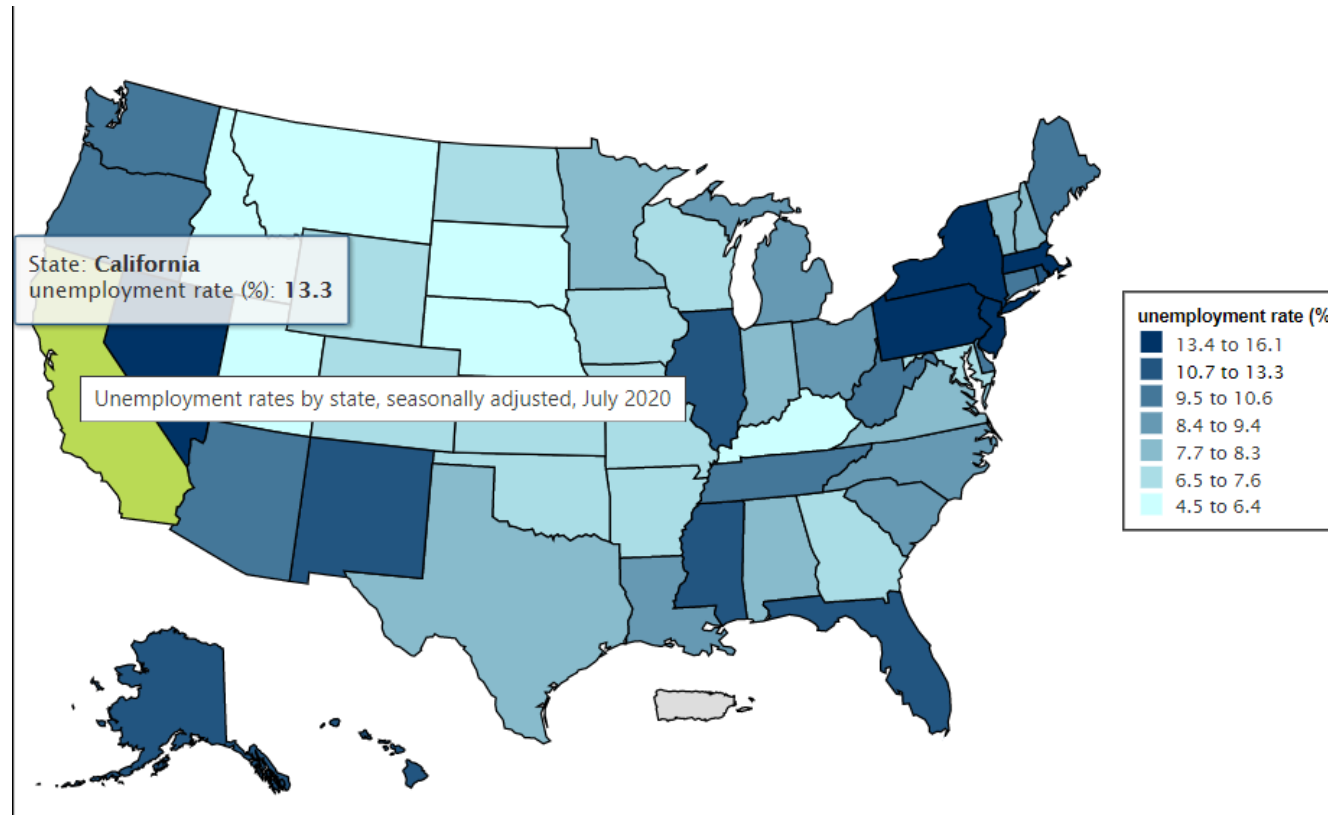 State: California
unemployment rate (%): 13.3
Unemployment rates by state, seasonally adjusted, July 2020
unemployment rate (%
13.4 to 16.1
10.7 to 13.3
9.5 to 10.6
8.4 to 9.4
7.7 to 8.3
6.5 to 7.6
4.5 to 6.4